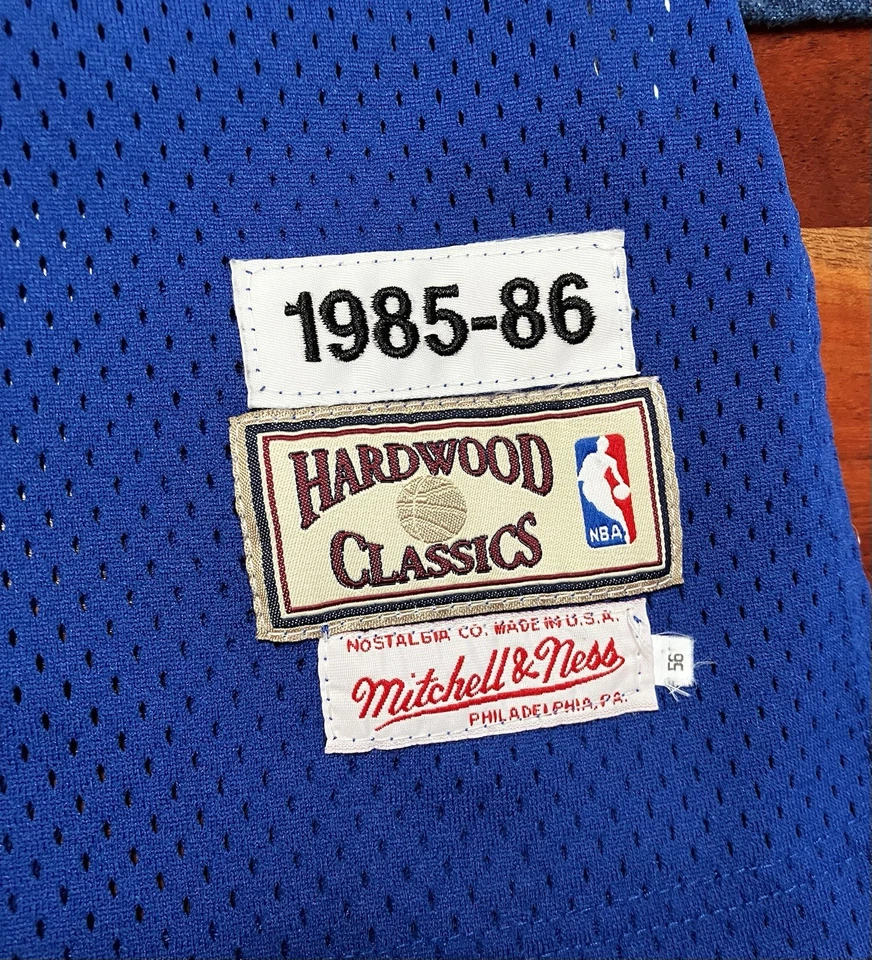 1985-86
HARDWOOD
CLASSICS
NBA
NOSTALGIA CO. MADE IN U.S.A.
Mitchell & Ness
PHILADELPHIA, PA.
56